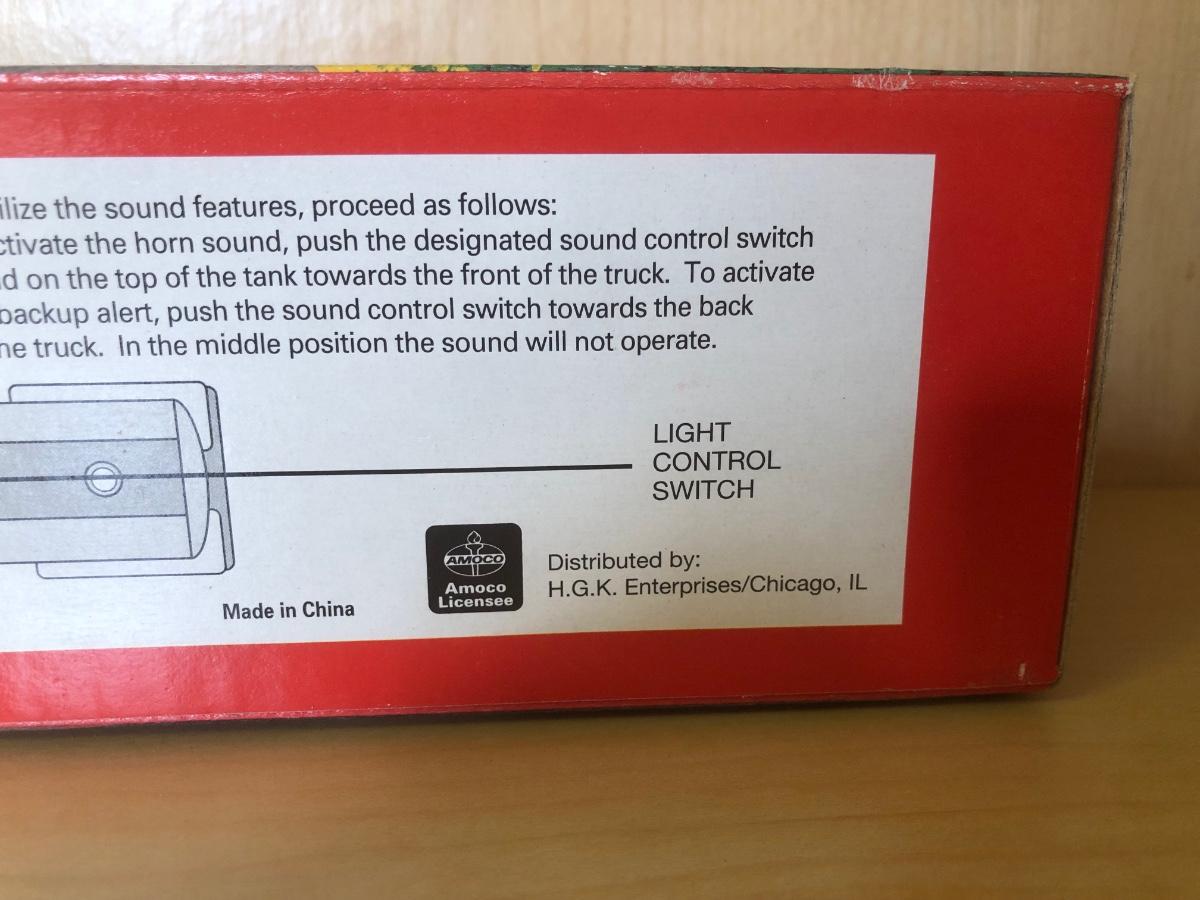 ilize the sound features, proceed as follows:
ctivate the horn sound, push the designated sound control switch
d on the top of the tank towards the front of the truck. To activate
backup alert, push the sound control switch towards the back
he truck. In the middle position the sound will not operate.
LIGHT
CONTROL
SWITCH
AMOCO
Amoco
Licensee
Distributed by:
H.G.K. Enterprises/Chicago, IL
Made in China